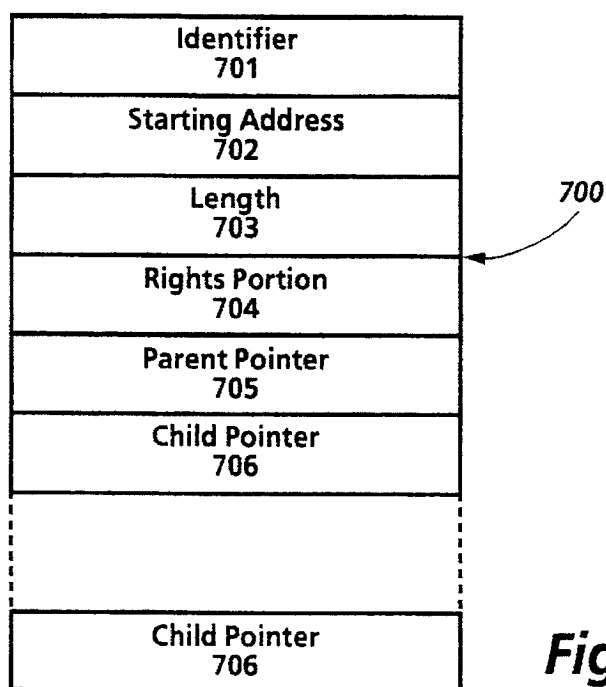 Identifier
701
Starting Address
702
Length
703
700
Rights Portion
704
Parent Pointer
705
Child Pointer
706
Child Pointer
706
Fig